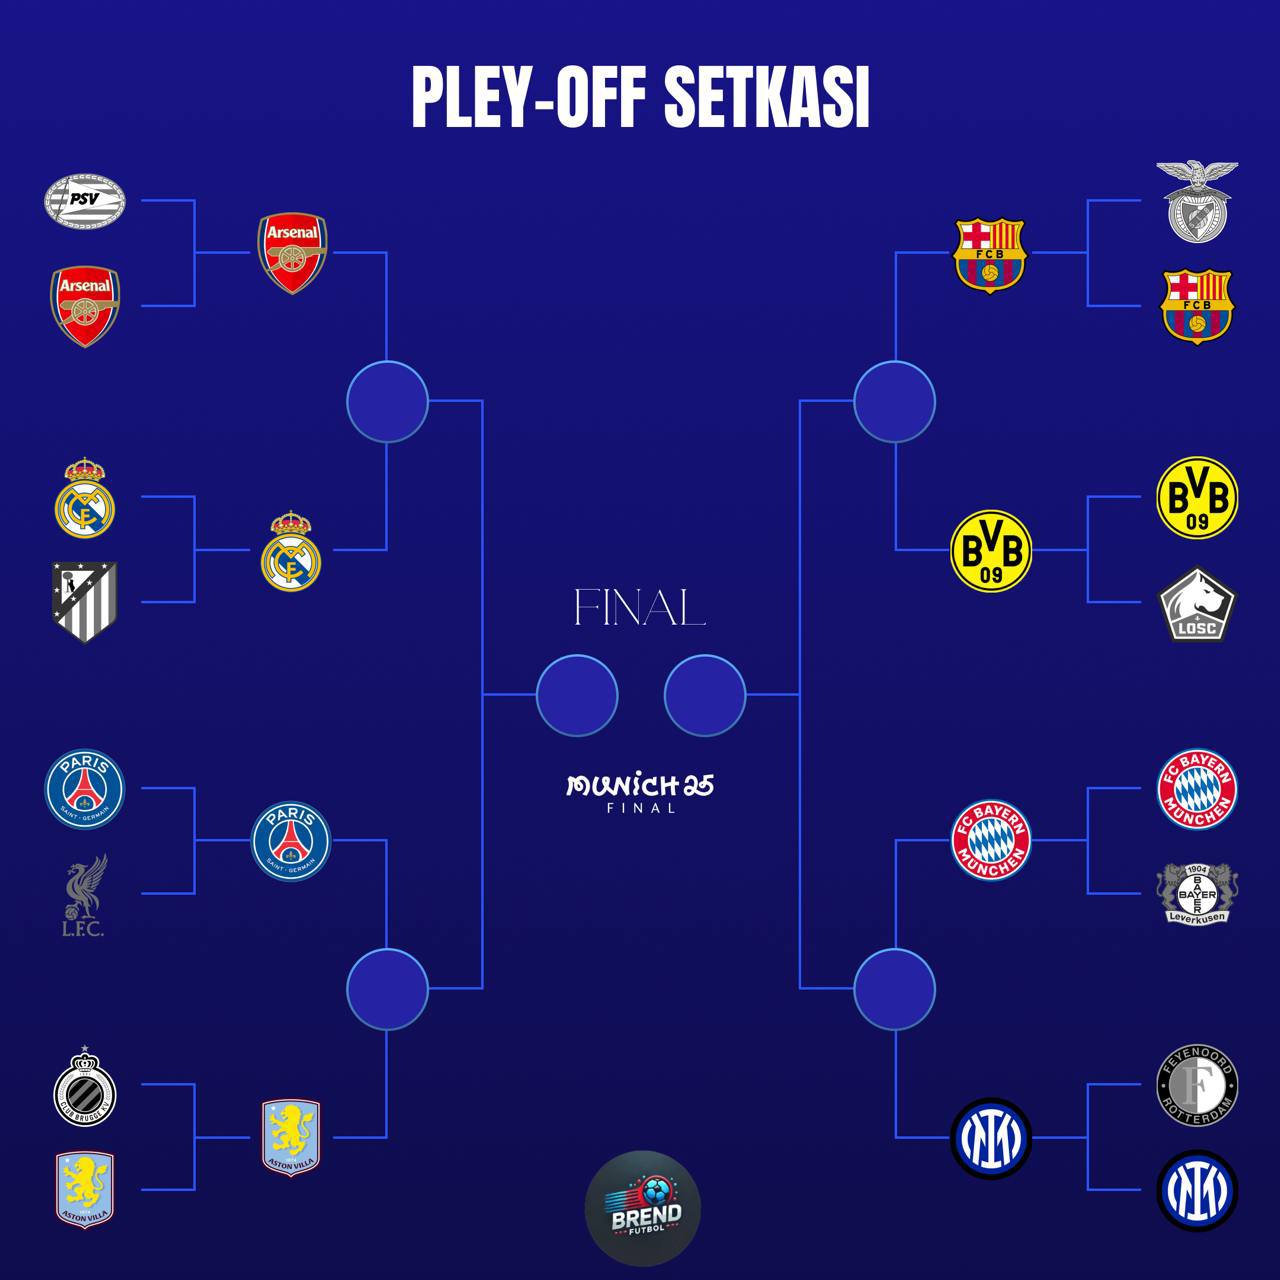 PLEY-OFF SETKASI
PSV
Arsenal
Arsenal
PARIS
SAINT-GERMAIN
PARIS
SAINT-GERMAIN
L.F.C.
CLUB BRUGGE KV
ASTON VILLA
ASTON VILLA
FINAL
MUNICH 25
FINAL
BREND
FUTBOL
FCB
FCB
BVB
09
BVB
09
LOSC
FC BAYERN
MÜNCHEN
FC BAYERN
MÜNCHEN
1904
BAYER
BAYER
Leverkusen
FEYENOORD
F
ROTTERDAM